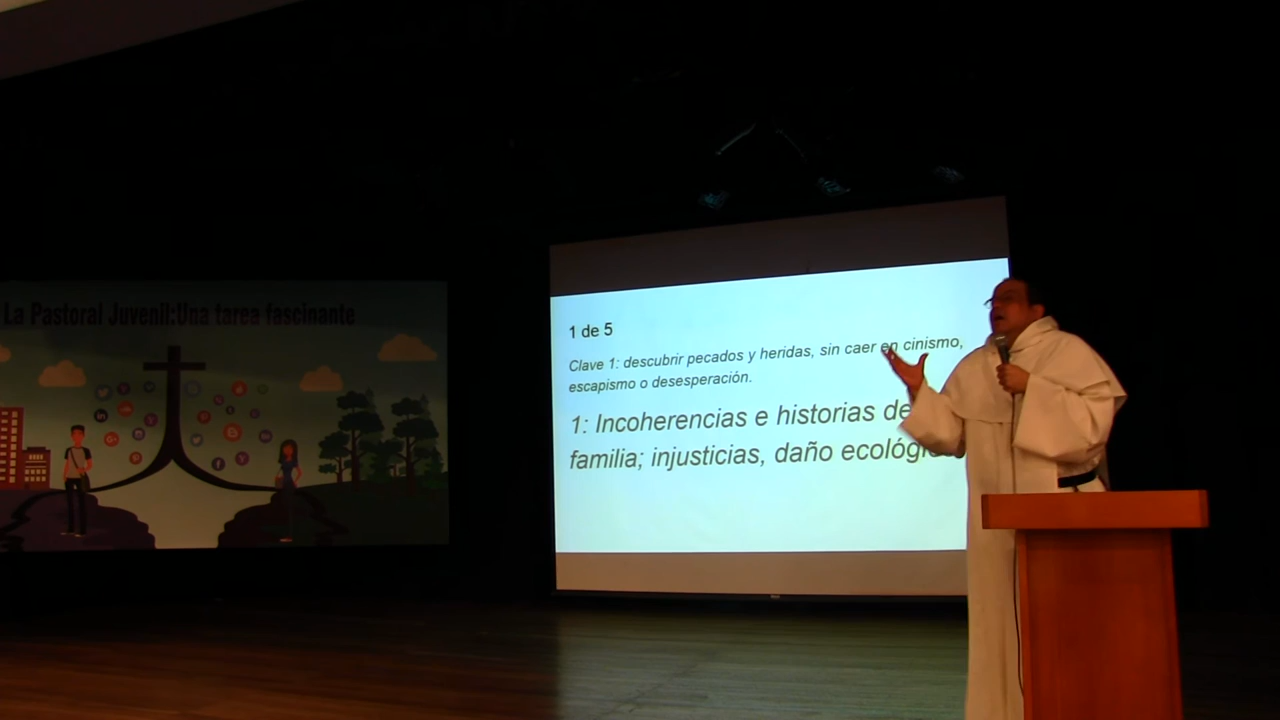 La Pastoral Juvenil:Una tarea fascinante
1 de 5
Clave 1: descubrir pecados y heridas, sin caer en cinismo,
escapismo o desesperación.
1: Incoherencias e historias de
familia; injusticias, daño